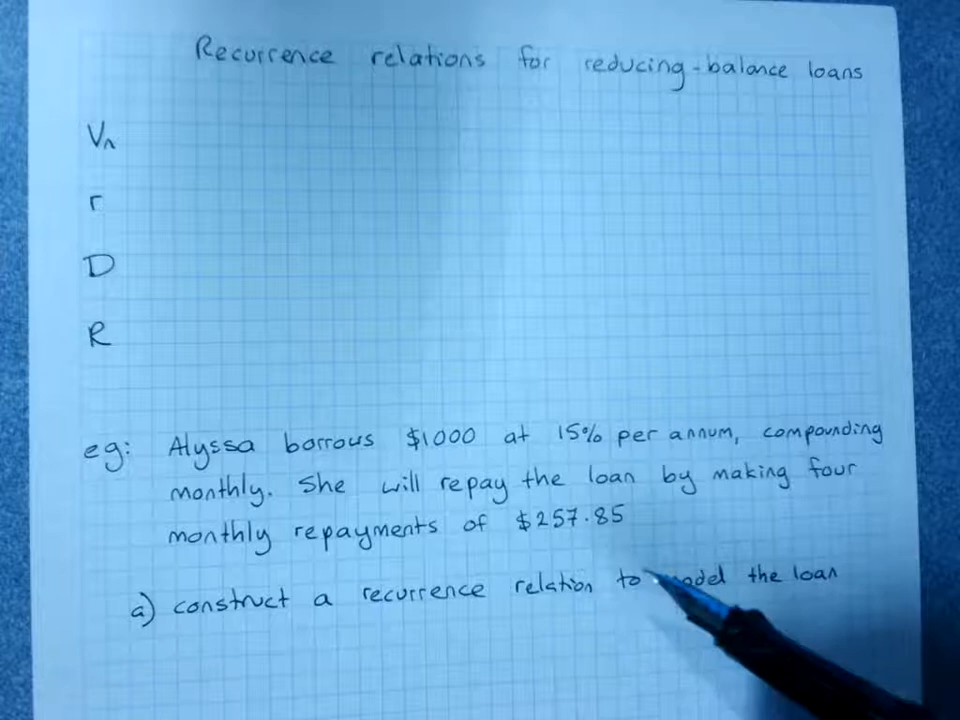 Recurrence relations for reducing-balance loans
Vn
r
D
R
eg: Alyssa borrows $1000 at 15% per annum, compounding
monthly. She will repay the loan by making four
monthly repayments of $257.85
a) construct a recurrence relation to model the loan